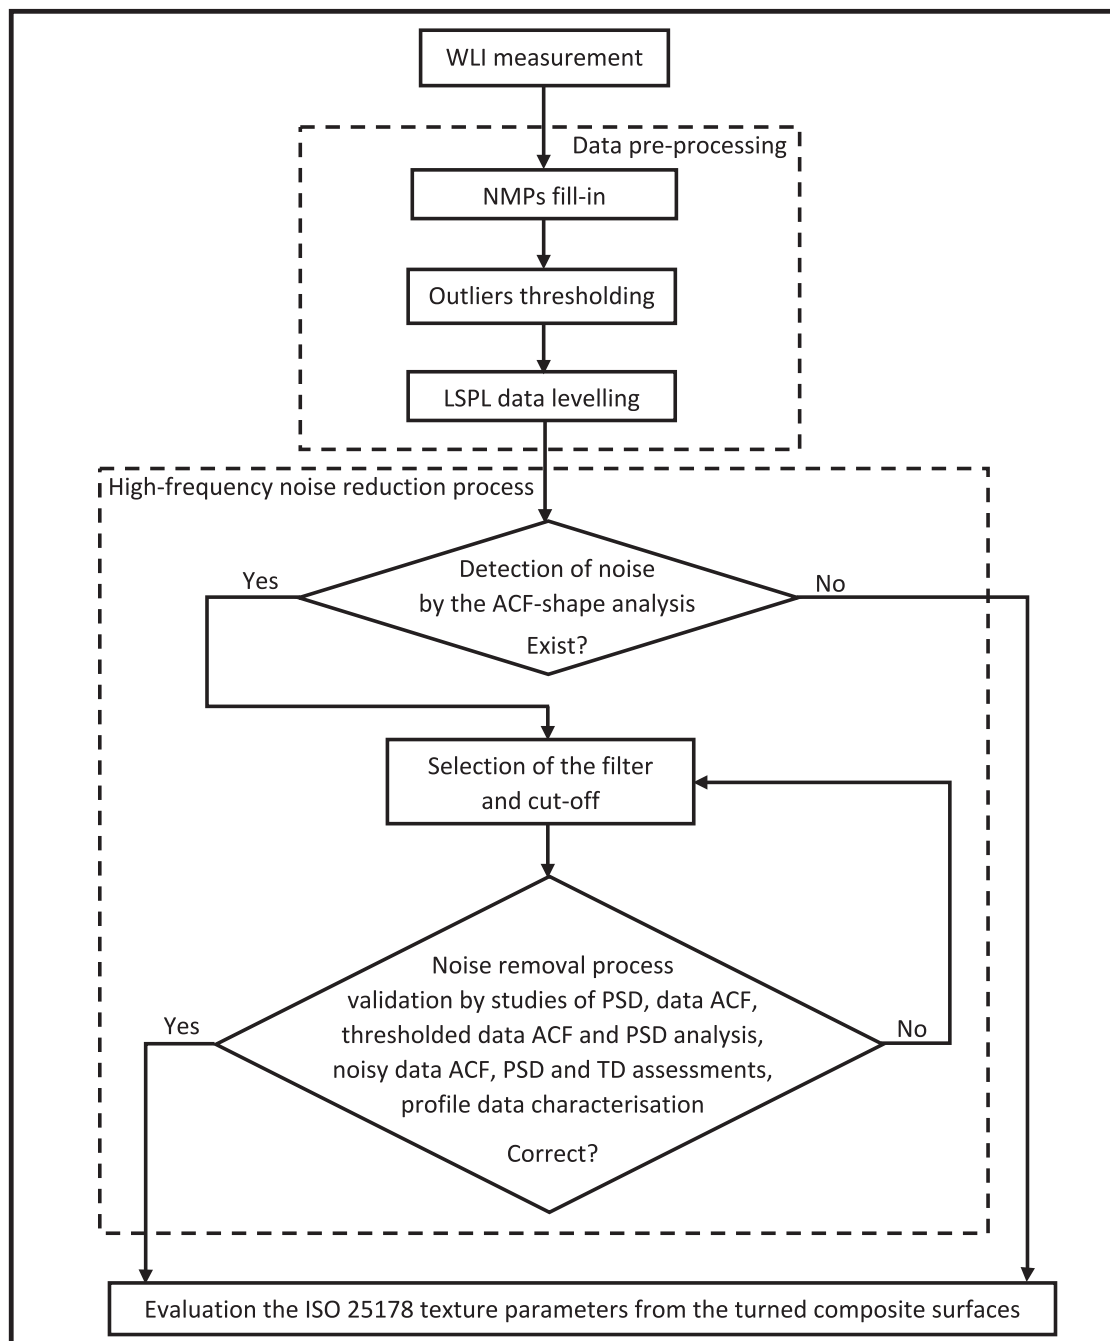 WLI measurement
Data pre-processing
NMPs fill-in
Outliers thresholding
LSPL data levelling
High-frequency noise reduction process
Detection of noise
by the ACF-shape analysis
Exist?
Yes
No
Selection of the filter
and cut-off
Noise removal process
validation by studies of PSD, data ACF,
thresholded data ACF and PSD analysis,
noisy data ACF, PSD and TD assessments,
profile data characterisation
Correct?
Yes
No
Evaluation the ISO 25178 texture parameters from the turned composite surfaces